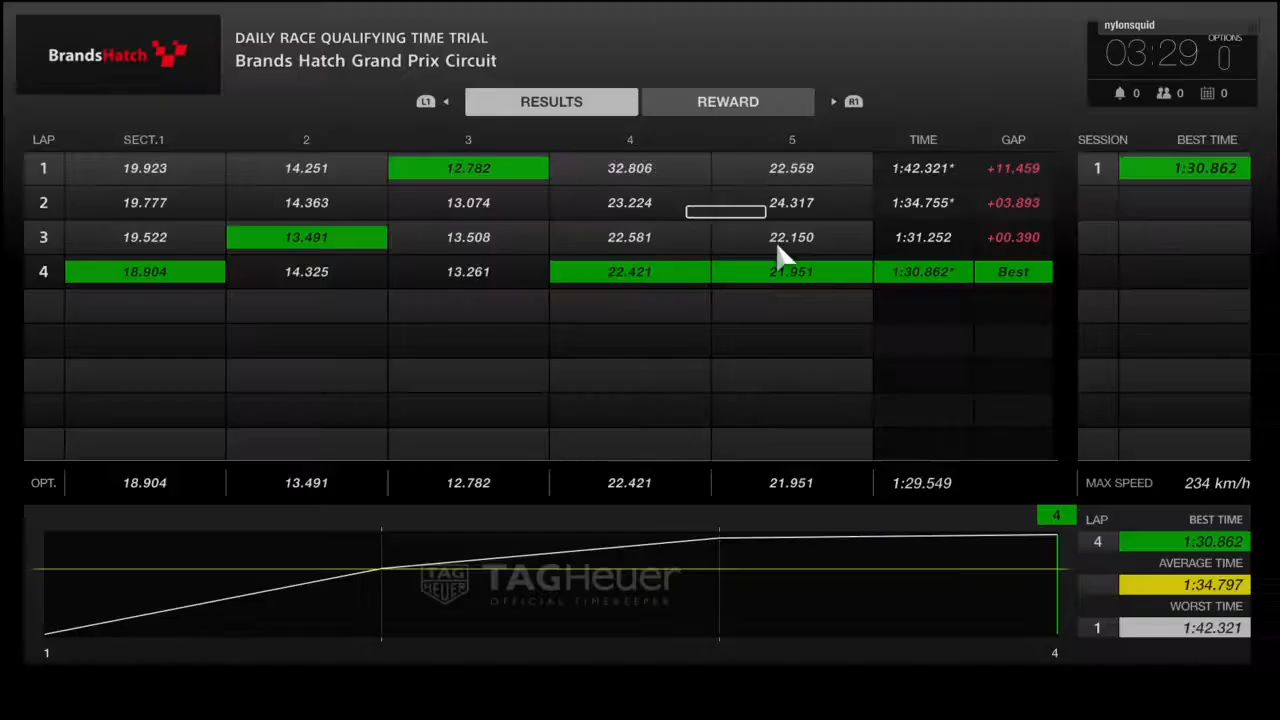 BrandsHatch
DAILY RACE QUALIFYING TIME TRIAL
Brands Hatch Grand Prix Circuit
nylonsquid
03:29
OPTIONS
0 0 0
L1 RESULTS REWARD R1
LAP SECT.1 2 3 4 5 TIME GAP SESSION BEST TIME
1 19.923 14.251 12.782 32.806 22.559 1:42.321* +11.459 1 1:30.862
2 19.777 14.363 13.074 23.224 24.317 1:34.755* +03.893
3 19.522 13.491 13.508 22.581 22.150 1:31.252 +00.390
4 18.904 14.325 13.261 22.421 21.951 1:30.862* Best
OPT. 18.904 13.491 12.782 22.421 21.951 1:29.549 MAX SPEED 234 km/h
4
LAP BEST TIME
4 1:30.862
AVERAGE TIME
1:34.797
WORST TIME
1 1:42.321
TAG HEUER
TAGHeuer
OFFICIAL TIMEKEEPER
1 4